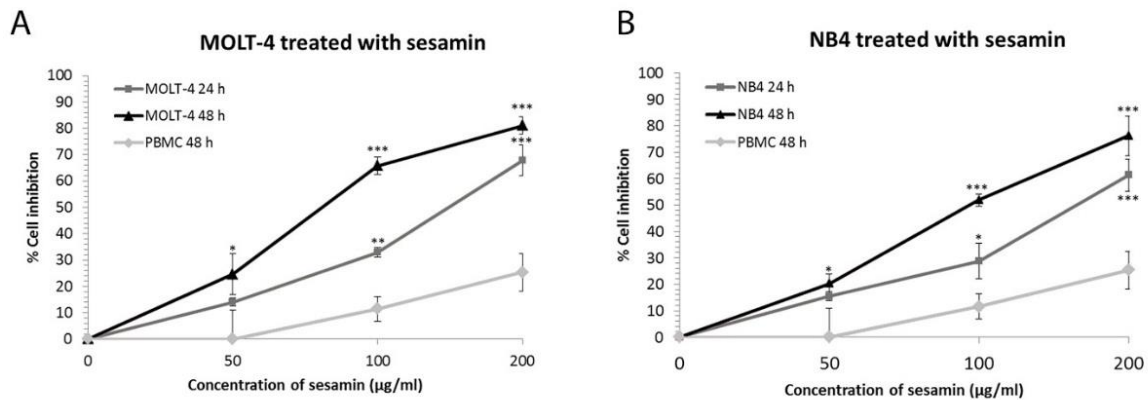 A
MOLT-4 treated with sesamin
% Cell inhibition
100
90
80
70
60
50
40
30
20
10
0
MOLT-4 24 h
MOLT-4 48 h
PBMC 48 h
*
**
***
***
***
0 50 100 200
Concentration of sesamin (µg/ml)
B
NB4 treated with sesamin
% Cell inhibition
100
90
80
70
60
50
40
30
20
10
0
NB4 24 h
NB4 48 h
PBMC 48 h
*
*
***
***
***
0 50 100 200
Concentration of sesamin (µg/ml)